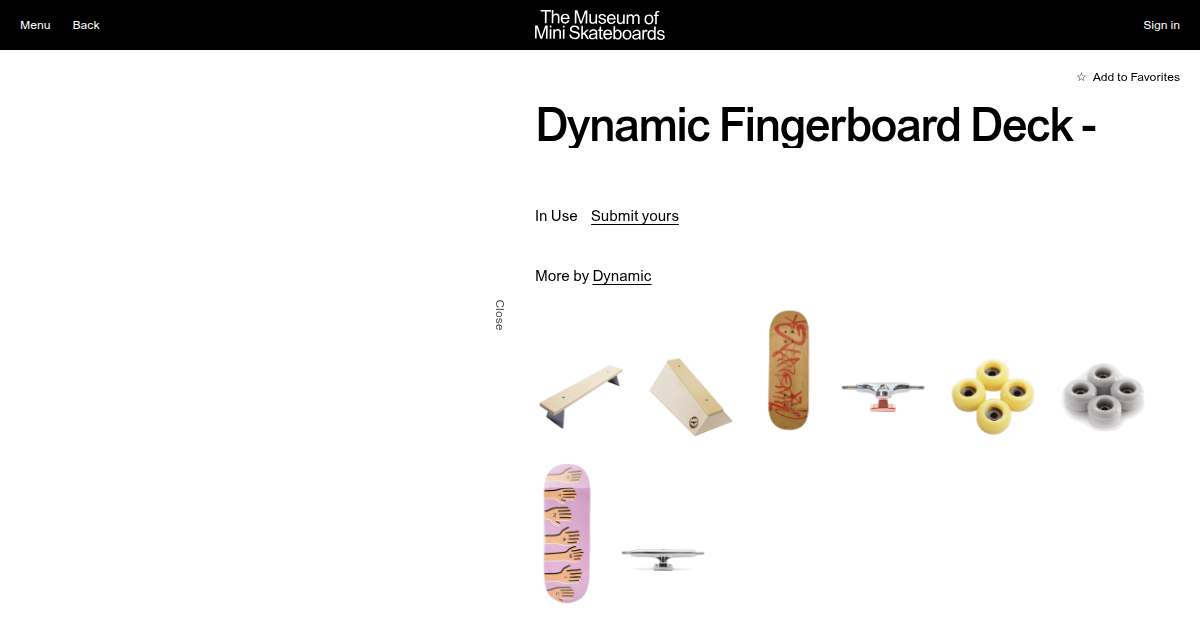 Menu
Back
The Museum of
Mini Skateboards
Sign in
☆ Add to Favorites
Dynamic Fingerboard Deck -
In Use Submit yours
More by Dynamic
Close